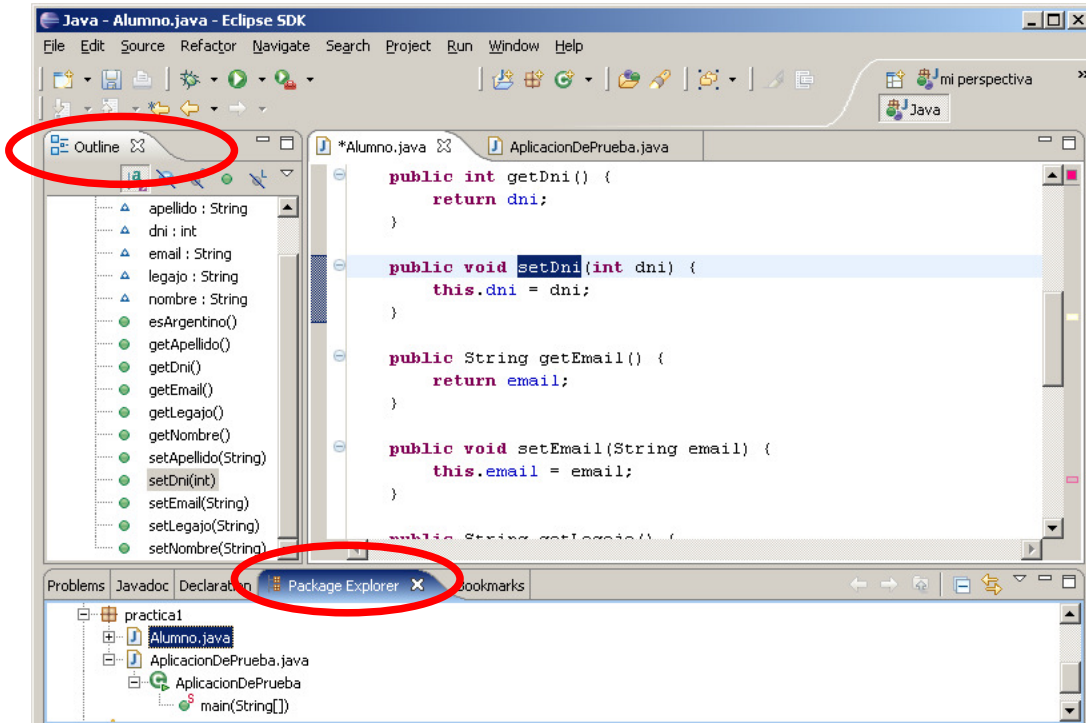 Java - Alumno.java - Eclipse SDK
File Edit Source Refactor Navigate Search Project Run Window Help
mi perspectiva
Java
Outline
apellido : String
dni : int
email : String
legajo : String
nombre : String
esArgentino()
getApellido()
getDni()
getEmail()
getLegajo()
getNombre()
setApellido(String)
setDni(int)
setEmail(String)
setLegajo(String)
setNombre(String)
*Alumno.java AplicacionDePrueba.java
public int getDni() {
return dni;
}
public void setDni(int dni) {
this.dni = dni;
}
public String getEmail() {
return email;
}
public void setEmail(String email) {
this.email = email;
}
public String getLegajo() {
Problems Javadoc Declaration Package Explorer Bookmarks
practica1
Alumno.java
AplicacionDePrueba.java
AplicacionDePrueba
S main(String[])